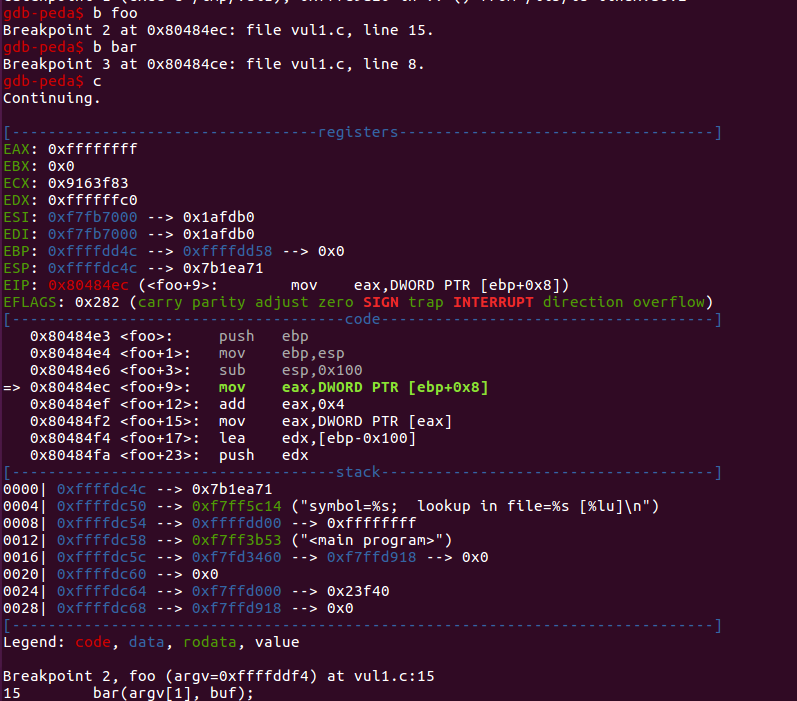 gdb-peda$ b foo
Breakpoint 2 at 0x80484ec: file vul1.c, line 15.
gdb-peda$ b bar
Breakpoint 3 at 0x80484ce: file vul1.c, line 8.
gdb-peda$ c
Continuing.
[----------------------------------registers-----------------------------------]
EAX: 0xffffffff
EBX: 0x0
ECX: 0x9163f83
EDX: 0xffffffc0
ESI: 0xf7fb7000 --> 0x1afdb0
EDI: 0xf7fb7000 --> 0x1afdb0
EBP: 0xffffdd4c --> 0xffffdd58 --> 0x0
ESP: 0xffffdc4c --> 0x7b1ea71
EIP: 0x80484ec (<foo+9>:        mov    eax,DWORD PTR [ebp+0x8])
EFLAGS: 0x282 (carry parity adjust zero SIGN trap INTERRUPT direction overflow)
[-------------------------------------code-------------------------------------]
   0x80484e3 <foo>:     push   ebp
   0x80484e4 <foo+1>:   mov    ebp,esp
   0x80484e6 <foo+3>:   sub    esp,0x100
=> 0x80484ec <foo+9>:   mov    eax,DWORD PTR [ebp+0x8]
   0x80484ef <foo+12>:  add    eax,0x4
   0x80484f2 <foo+15>:  mov    eax,DWORD PTR [eax]
   0x80484f4 <foo+17>:  lea    edx,[ebp-0x100]
   0x80484fa <foo+23>:  push   edx
[------------------------------------stack-------------------------------------]
0000| 0xffffdc4c --> 0x7b1ea71
0004| 0xffffdc50 --> 0xf7ff5c14 ("symbol=%s;  lookup in file=%s [%lu]\n")
0008| 0xffffdc54 --> 0xffffdd00 --> 0xffffffff
0012| 0xffffdc58 --> 0xf7ff3b53 ("<main program>")
0016| 0xffffdc5c --> 0xf7fd3460 --> 0xf7ffd918 --> 0x0
0020| 0xffffdc60 --> 0x0
0024| 0xffffdc64 --> 0xf7ffd000 --> 0x23f40
0028| 0xffffdc68 --> 0xf7ffd918 --> 0x0
[------------------------------------------------------------------------------]
Legend: code, data, rodata, value
Breakpoint 2, foo (argv=0xffffddf4) at vul1.c:15
15        bar(argv[1], buf);